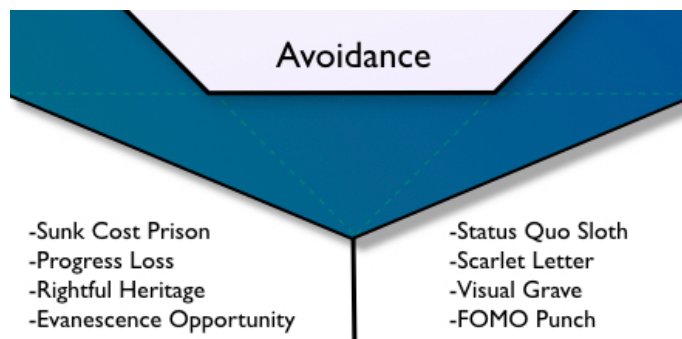 Avoidance
-Sunk Cost Prison
-Progress Loss
-Rightful Heritage
-Evanescence Opportunity
-Status Quo Sloth
-Scarlet Letter
-Visual Grave
-FOMO Punch